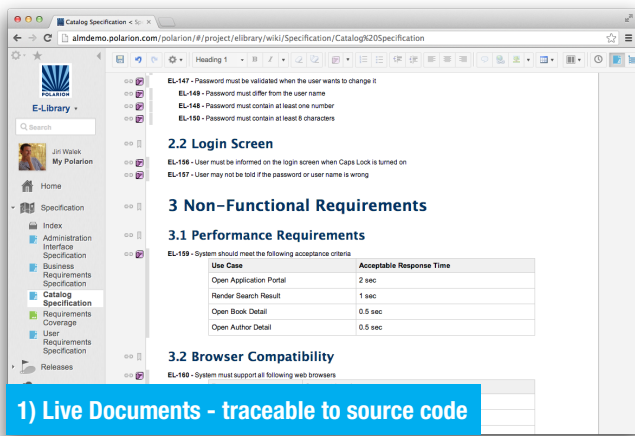 Catalog Specification < Sp
almdemo.polarion.com/polarion/#/project/elibrary/wiki/Specification/Catalog%20Specification
Heading 1
B
I
POLARION
E-Library
Search
Jiri Walek
My Polarion
Home
Specification
Index
Administration
Interface
Specification
Business
Requirements
Specification
Catalog
Specification
Requirements
Coverage
User
Requirements
Specification
Releases
EL-147 - Password must be validated when the user wants to change it
EL-149 - Password must differ from the user name
EL-148 - Password must contain at least one number
EL-150 - Password must contain at least 8 characters
2.2 Login Screen
EL-156 - User must be informed on the login screen when Caps Lock is turned on
EL-157 - User may not be told if the password or user name is wrong
3 Non-Functional Requirements
3.1 Performance Requirements
EL-159 - System should meet the following acceptance criteria
Use Case Acceptable Response Time
Open Application Portal 2 sec
Render Search Result 1 sec
Open Book Detail 0.5 sec
Open Author Detail 0.5 sec
3.2 Browser Compatibility
EL-160 - System must support all following web browsers
1) Live Documents - traceable to source code